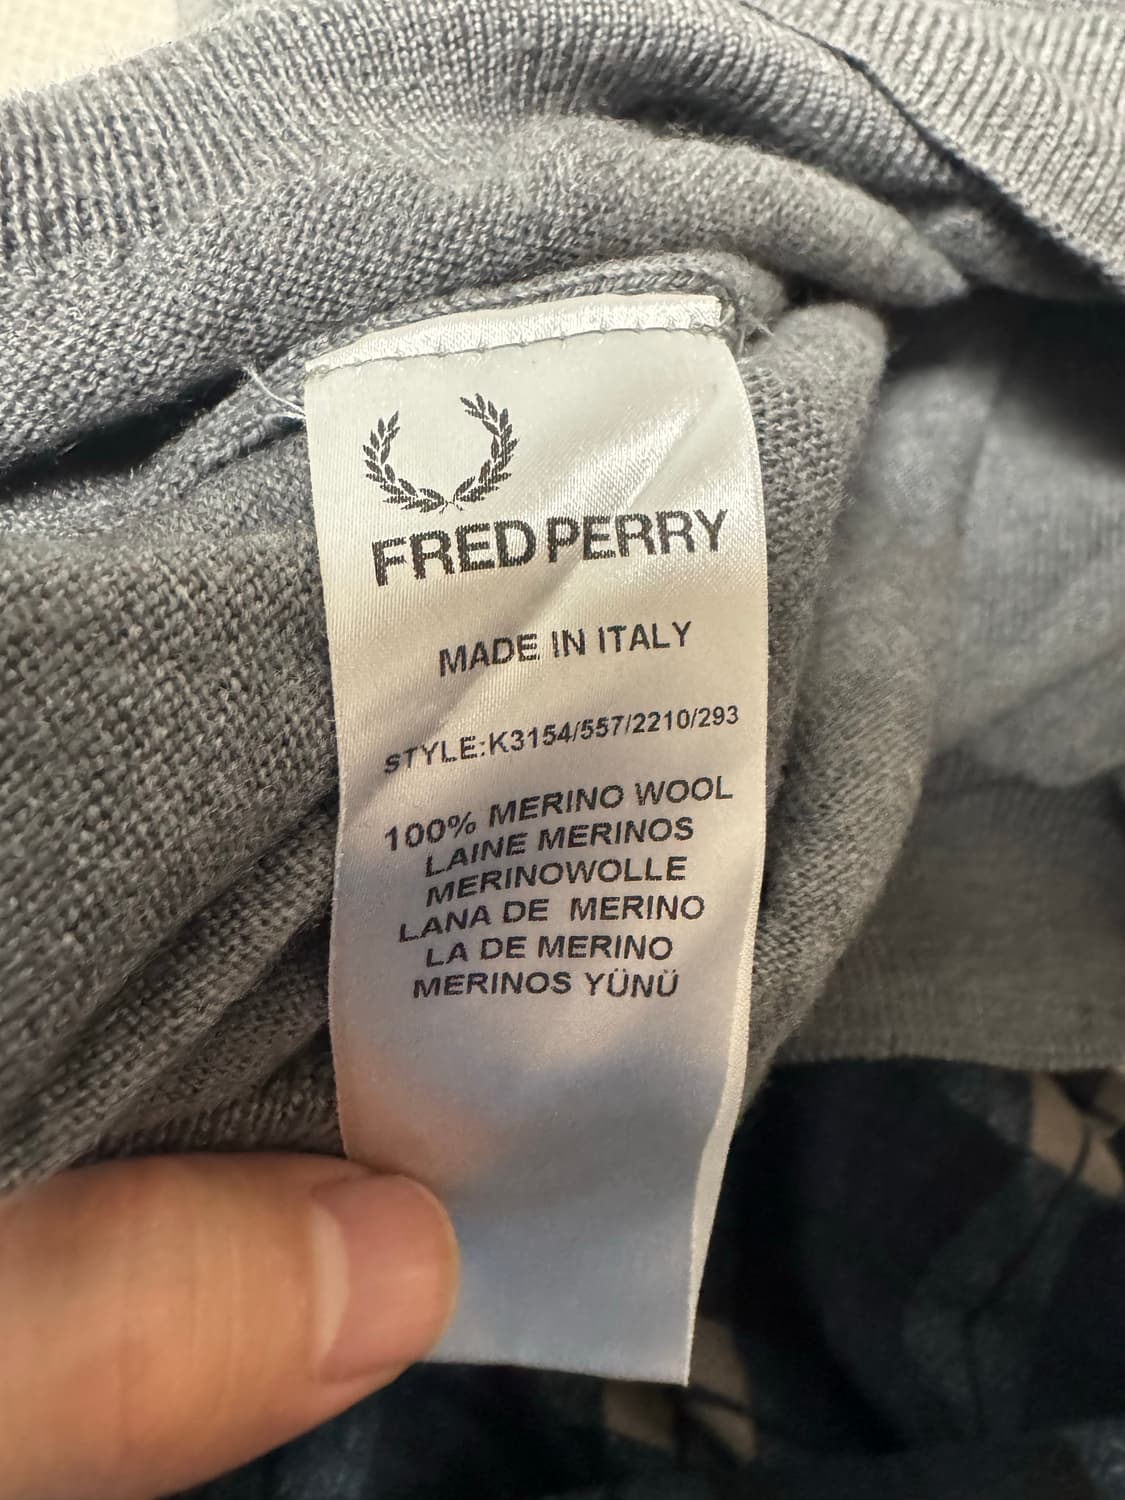 FRED PERRY
MADE IN ITALY
STYLE:K3154/557/2210/293
100% MERINO WOOL
LAINE MERINOS
MERINOWOLLE
LANA DE MERINO
LA DE MERINO
MERINOS YÜNÜ